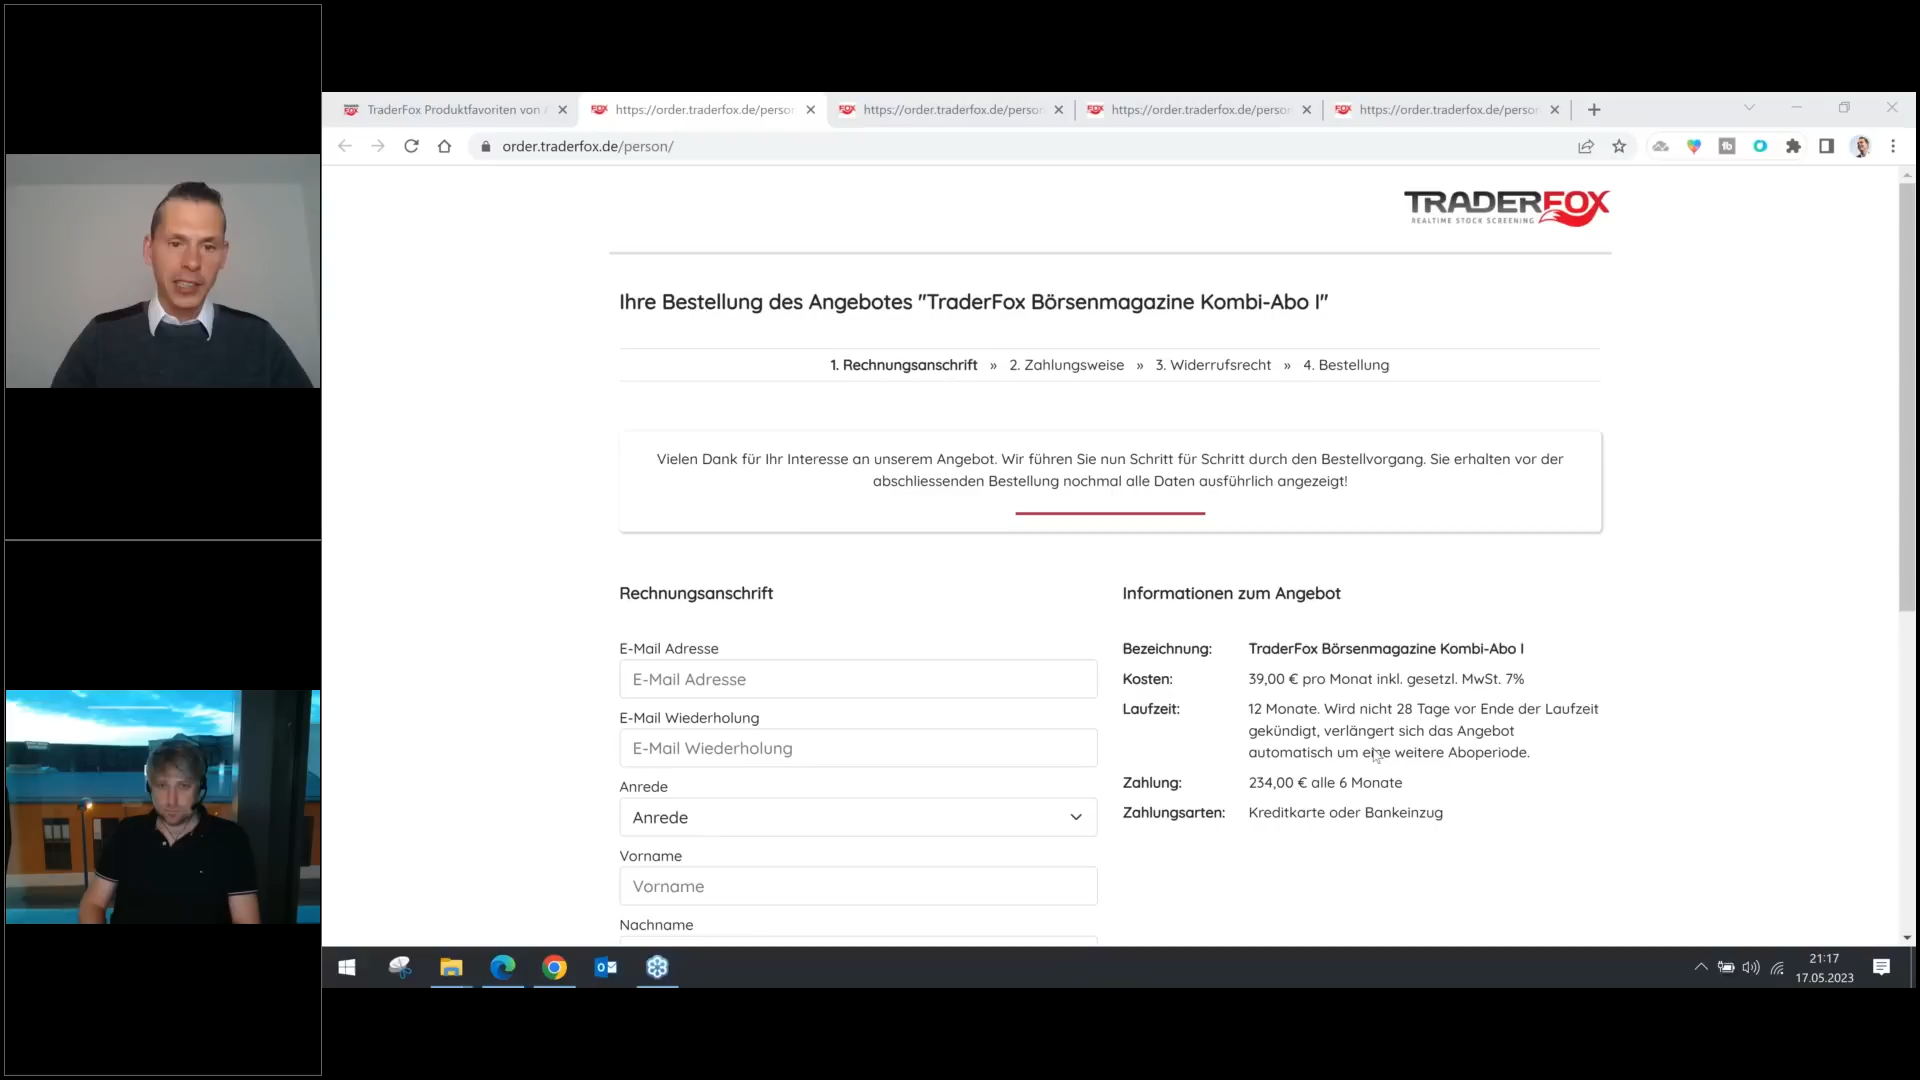 TraderFox Produktfavoriten von
https://order.traderfox.de/person
https://order.traderfox.de/person
https://order.traderfox.de/person
https://order.traderfox.de/person
order.traderfox.de/person/
TRADERFOX
REALTIME STOCK SCREENING
Ihre Bestellung des Angebotes "TraderFox Börsenmagazine Kombi-Abo I"
1. Rechnungsanschrift » 2. Zahlungsweise » 3. Widerrufsrecht » 4. Bestellung
Vielen Dank für Ihr Interesse an unserem Angebot. Wir führen Sie nun Schritt für Schritt durch den Bestellvorgang. Sie erhalten vor der
abschliessenden Bestellung nochmal alle Daten ausführlich angezeigt!
Rechnungsanschrift
E-Mail Adresse
E-Mail Adresse
E-Mail Wiederholung
E-Mail Wiederholung
Anrede
Anrede
Vorname
Vorname
Nachname
Informationen zum Angebot
Bezeichnung: TraderFox Börsenmagazine Kombi-Abo I
Kosten: 39,00 € pro Monat inkl. gesetzl. MwSt. 7%
Laufzeit: 12 Monate. Wird nicht 28 Tage vor Ende der Laufzeit
gekündigt, verlängert sich das Angebot
automatisch um eine weitere Aboperiode.
Zahlung: 234,00 € alle 6 Monate
Zahlungsarten: Kreditkarte oder Bankeinzug
21:17
17.05.2023